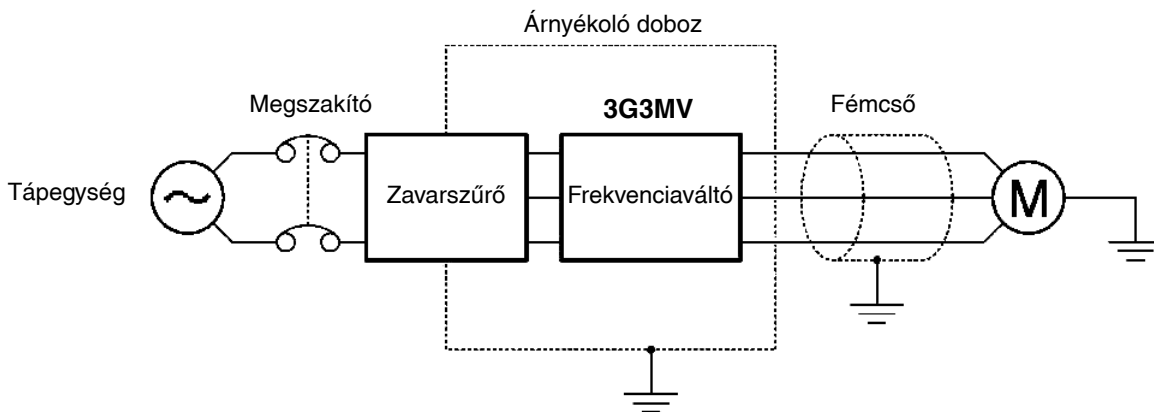 Árnyékoló doboz
Megszakító
3G3MV
Fémcső
Tápegység
Zavarszűrő
Frekvenciaváltó
M